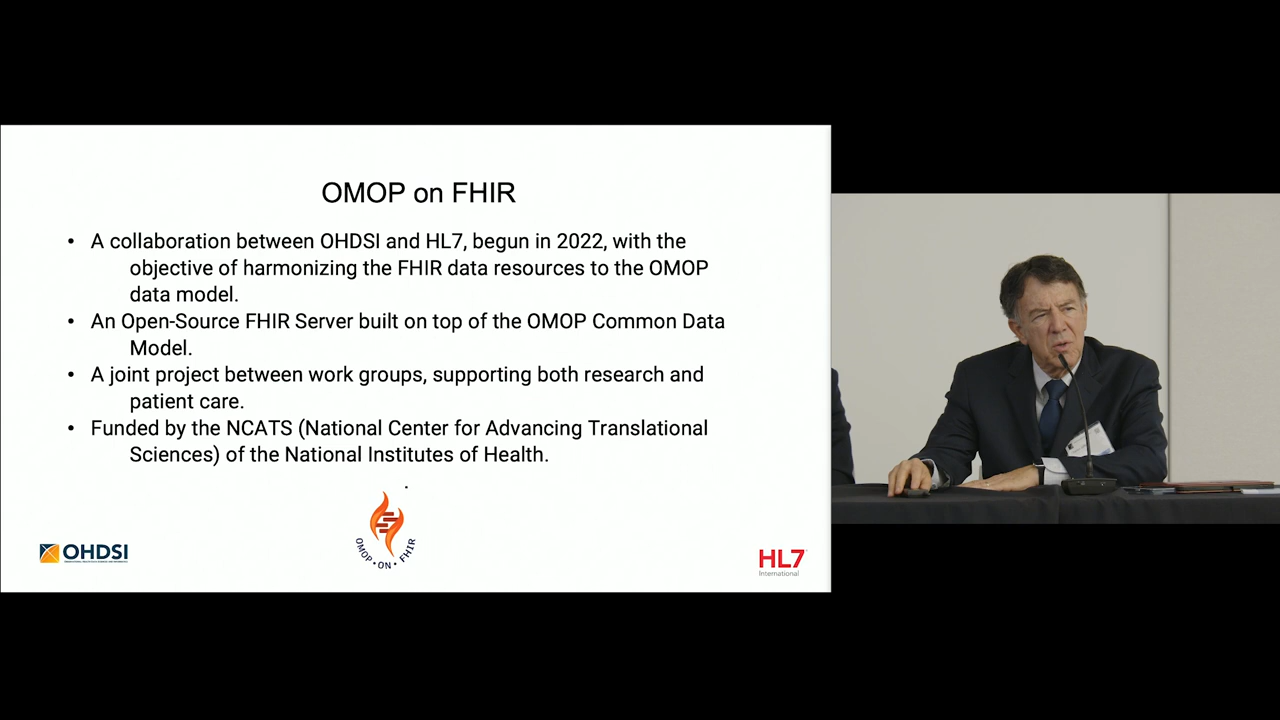 OMOP on FHIR
• A collaboration between OHDSI and HL7, begun in 2022, with the
objective of harmonizing the FHIR data resources to the OMOP
data model.
• An Open-Source FHIR Server built on top of the OMOP Common Data
Model.
• A joint project between work groups, supporting both research and
patient care.
• Funded by the NCATS (National Center for Advancing Translational
Sciences) of the National Institutes of Health.
OMOP • ON • FHIR
OHDSI
HL7
International